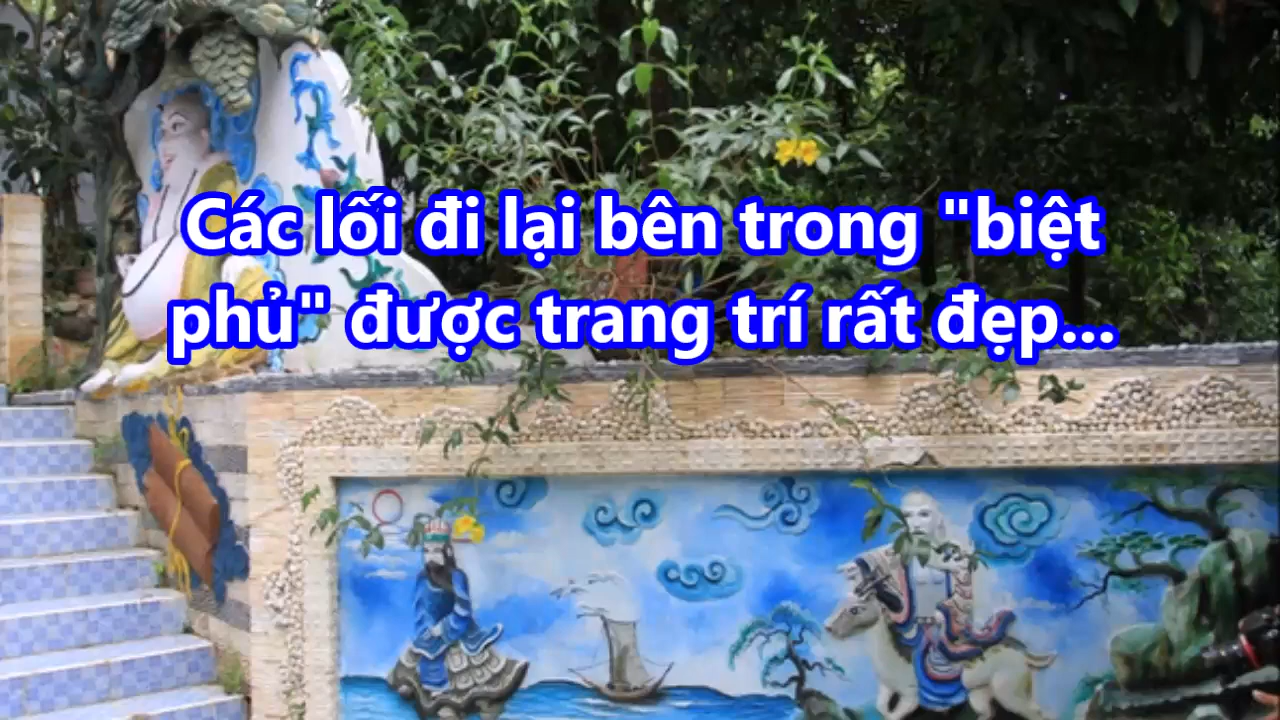 Các lối đi lại bên trong "biệt
phủ" được trang trí rất đẹp...